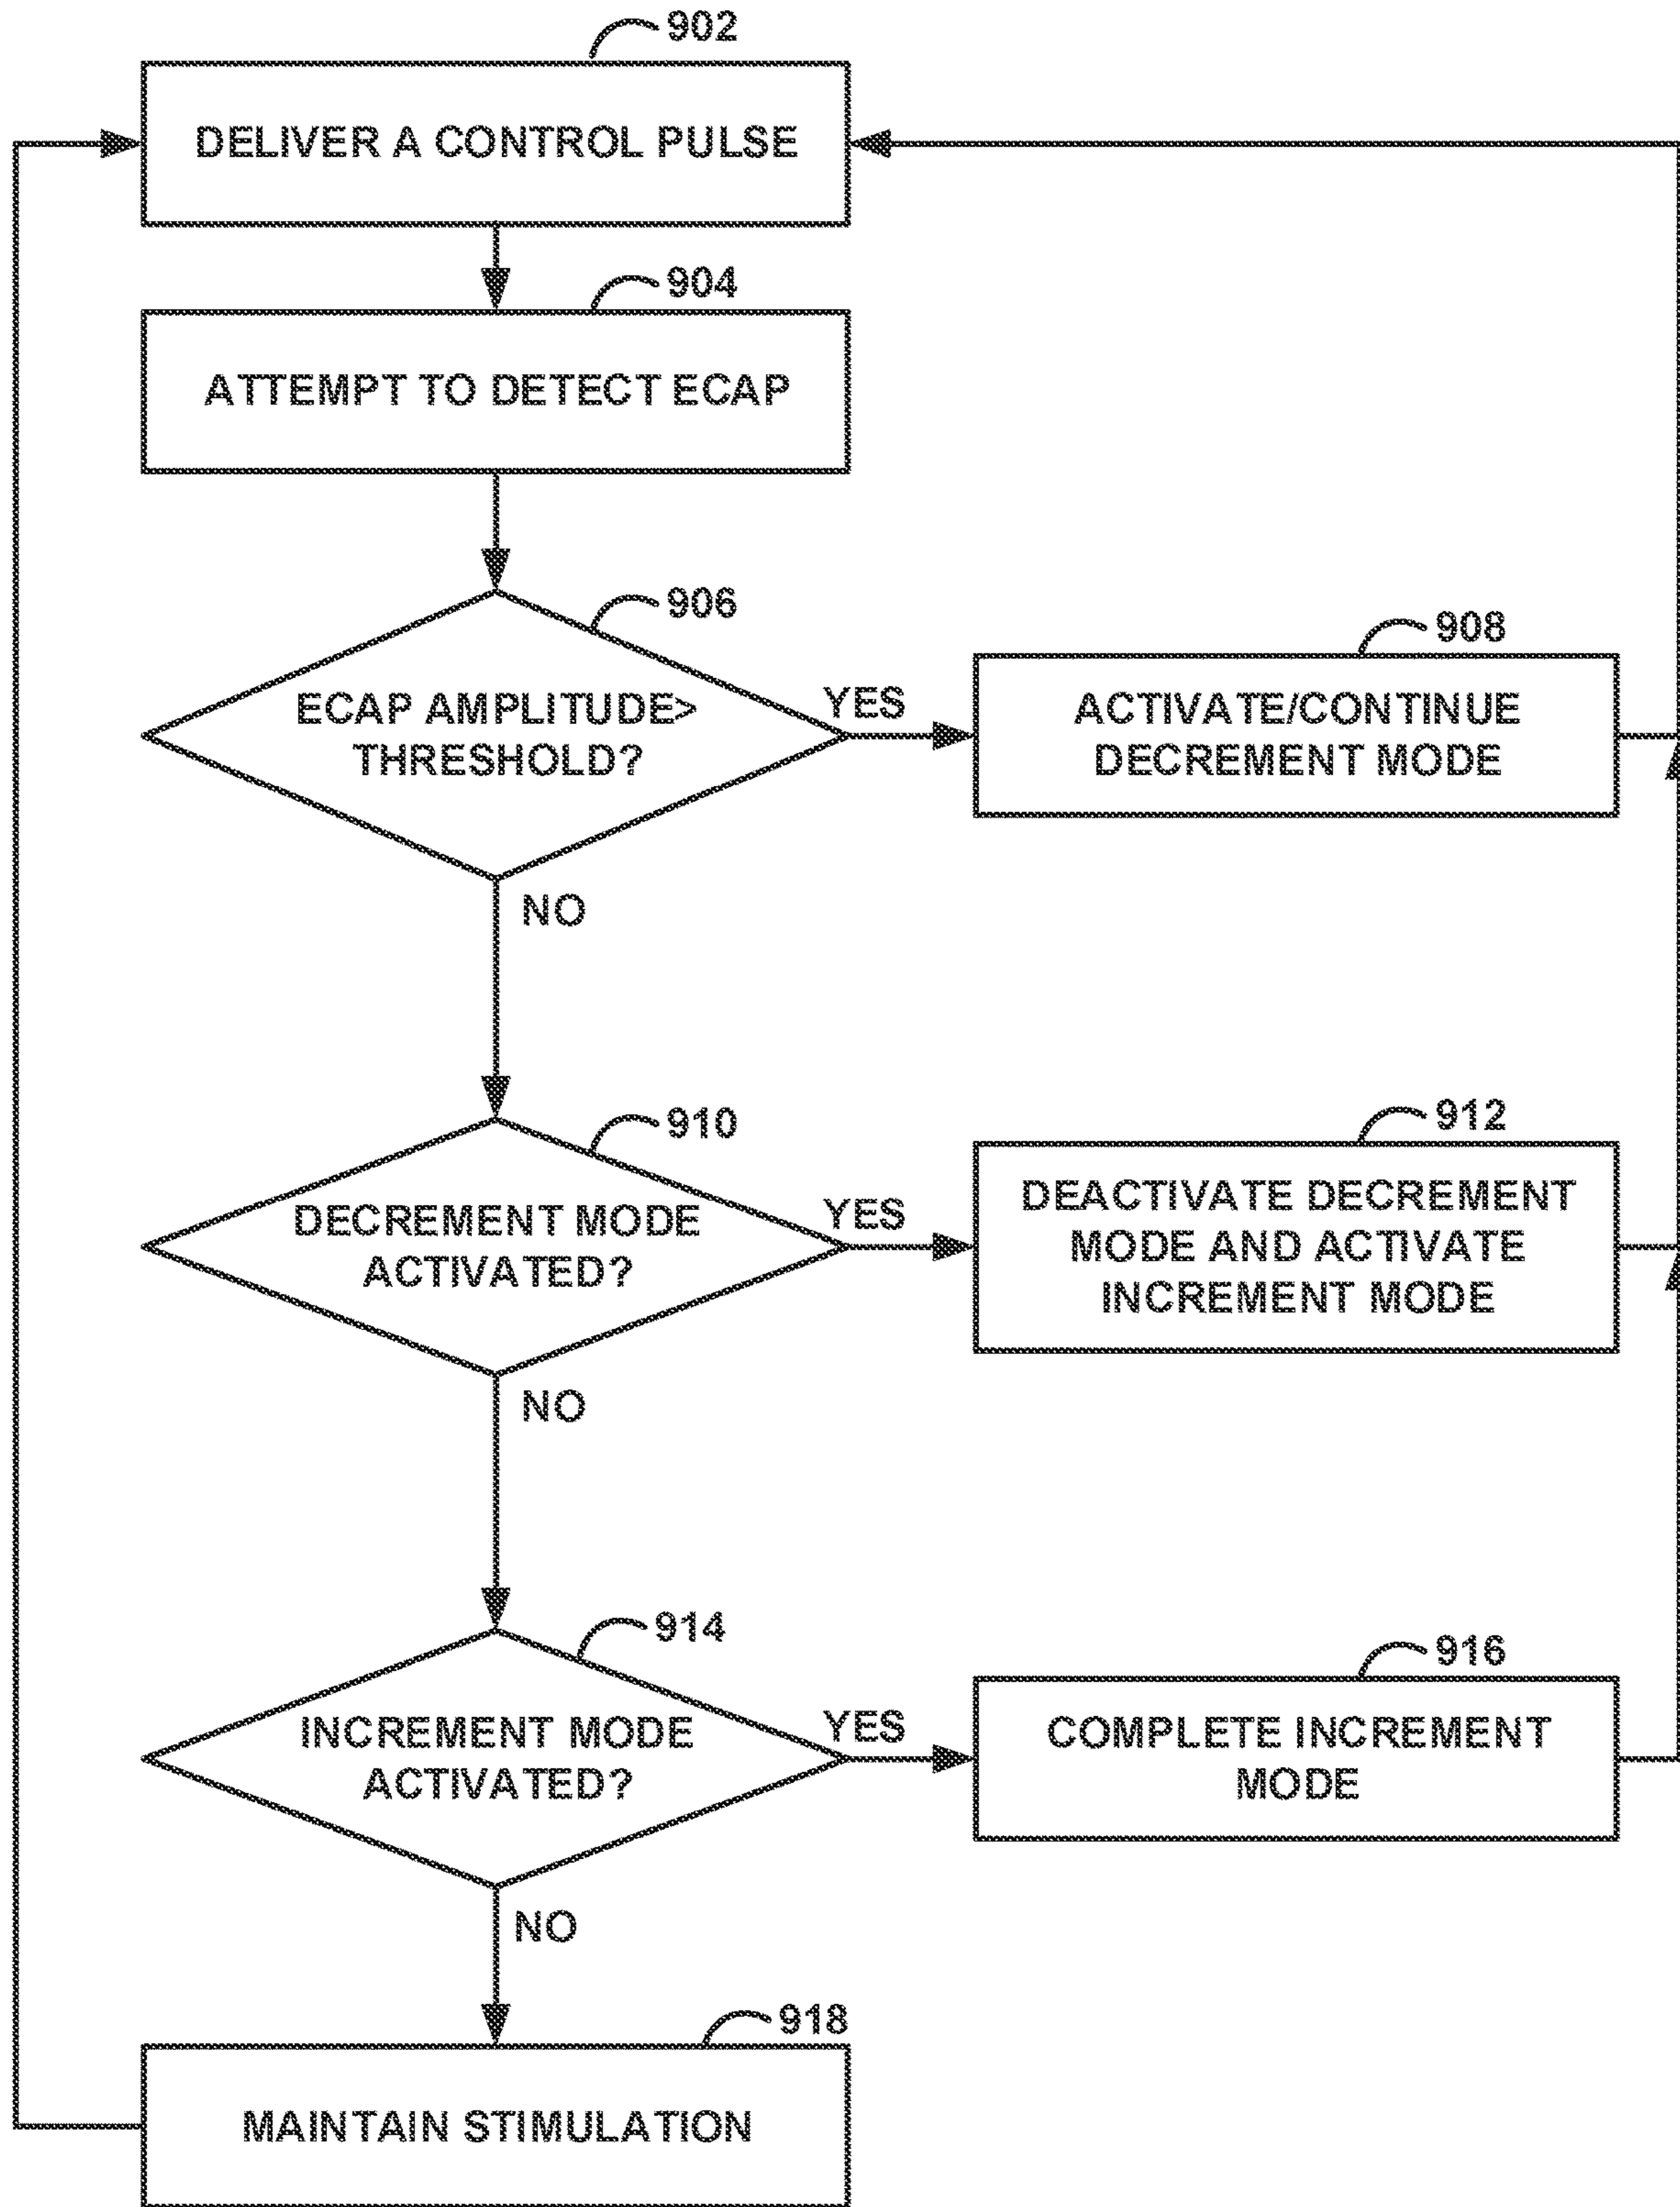 902
DELIVER A CONTROL PULSE
904
ATTEMPT TO DETECT ECAP
906
ECAP AMPLITUDE>
THRESHOLD?
YES
908
ACTIVATE/CONTINUE
DECREMENT MODE
NO
910
DECREMENT MODE
ACTIVATED?
YES
912
DEACTIVATE DECREMENT
MODE AND ACTIVATE
INCREMENT MODE
NO
914
INCREMENT MODE
ACTIVATED?
YES
916
COMPLETE INCREMENT
MODE
NO
918
MAINTAIN STIMULATION